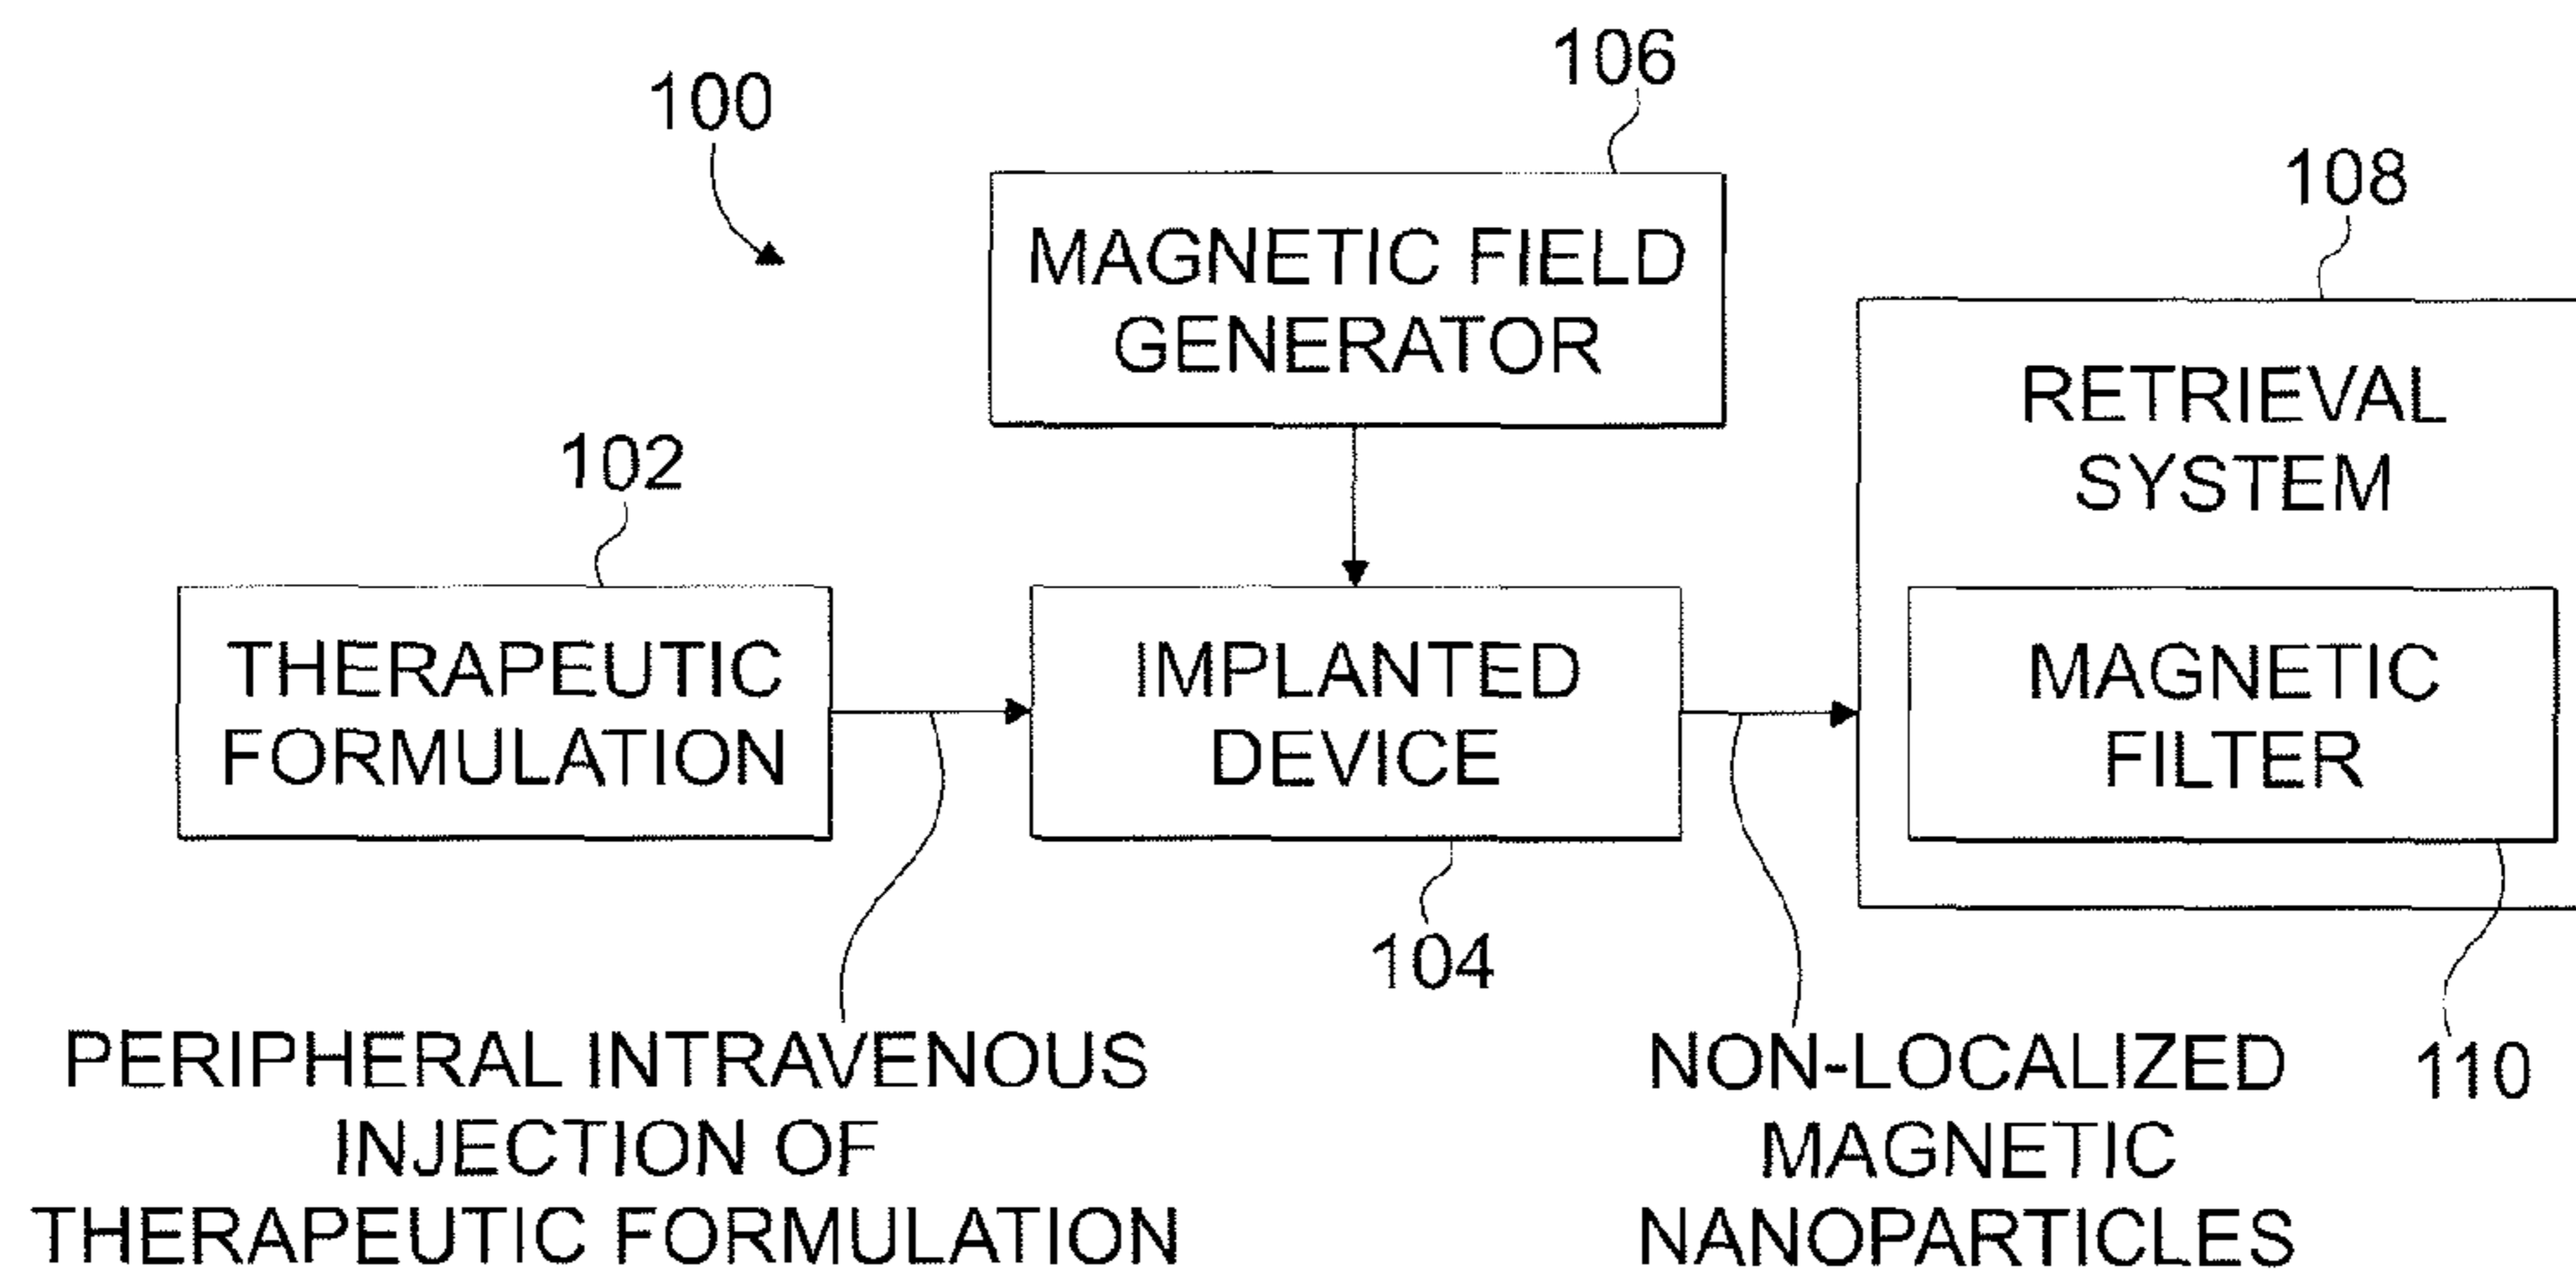 100
106
MAGNETIC FIELD
GENERATOR
108
RETRIEVAL
SYSTEM
102
THERAPEUTIC
FORMULATION
IMPLANTED
DEVICE
MAGNETIC
FILTER
104
PERIPHERAL INTRAVENOUS
INJECTION OF
THERAPEUTIC FORMULATION
NON-LOCALIZED
MAGNETIC
NANOPARTICLES
110